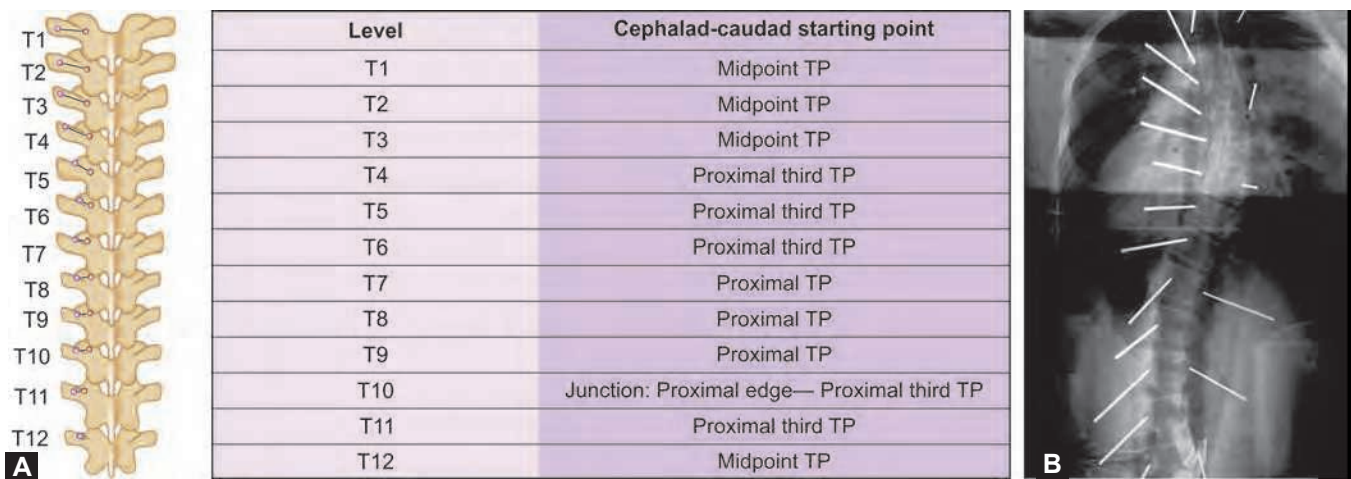 T1
T2
T3
T4
T5
T6
T7
T8
T9
T10
T11
T12
A
Level Cephalad-caudad starting point
T1 Midpoint TP
T2 Midpoint TP
T3 Midpoint TP
T4 Proximal third TP
T5 Proximal third TP
T6 Proximal third TP
T7 Proximal TP
T8 Proximal TP
T9 Proximal TP
T10 Junction: Proximal edge— Proximal third TP
T11 Proximal third TP
T12 Midpoint TP
B